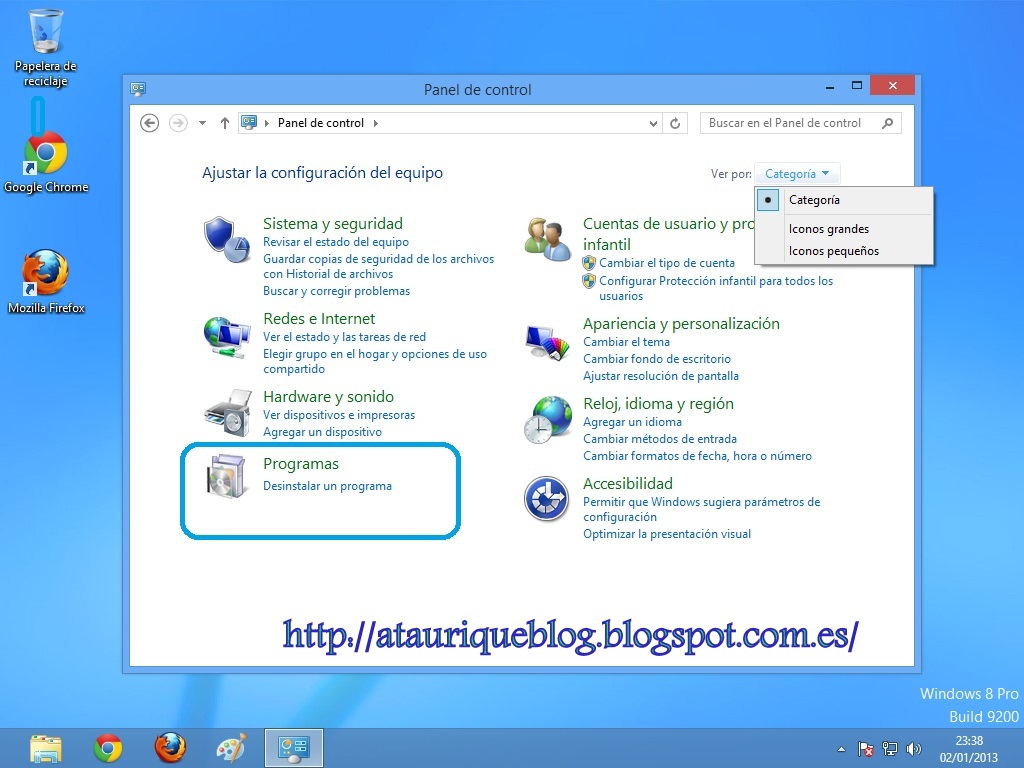 Papelera de
reciclaje
Google Chrome
Mozilla Firefox
Panel de control
Panel de control
Buscar en el Panel de control
Ajustar la configuración del equipo
Ver por:
Categoría
Categoría
Iconos grandes
Iconos pequeños
Sistema y seguridad
Revisar el estado del equipo
Guardar copias de seguridad de los archivos
con Historial de archivos
Buscar y corregir problemas
Redes e Internet
Ver el estado y las tareas de red
Elegir grupo en el hogar y opciones de uso
compartido
Hardware y sonido
Ver dispositivos e impresoras
Agregar un dispositivo
Programas
Desinstalar un programa
Cuentas de usuario y pro
infantil
Cambiar el tipo de cuenta
Configurar Protección infantil para todos los
usuarios
Apariencia y personalización
Cambiar el tema
Cambiar fondo de escritorio
Ajustar resolución de pantalla
Reloj, idioma y región
Agregar un idioma
Cambiar métodos de entrada
Cambiar formatos de fecha, hora o número
Accesibilidad
Permitir que Windows sugiera parámetros de
configuración
Optimizar la presentación visual
http://atauriqueblog.blogspot.com.es/
Windows 8 Pro
Build 9200
23:38
02/01/2013